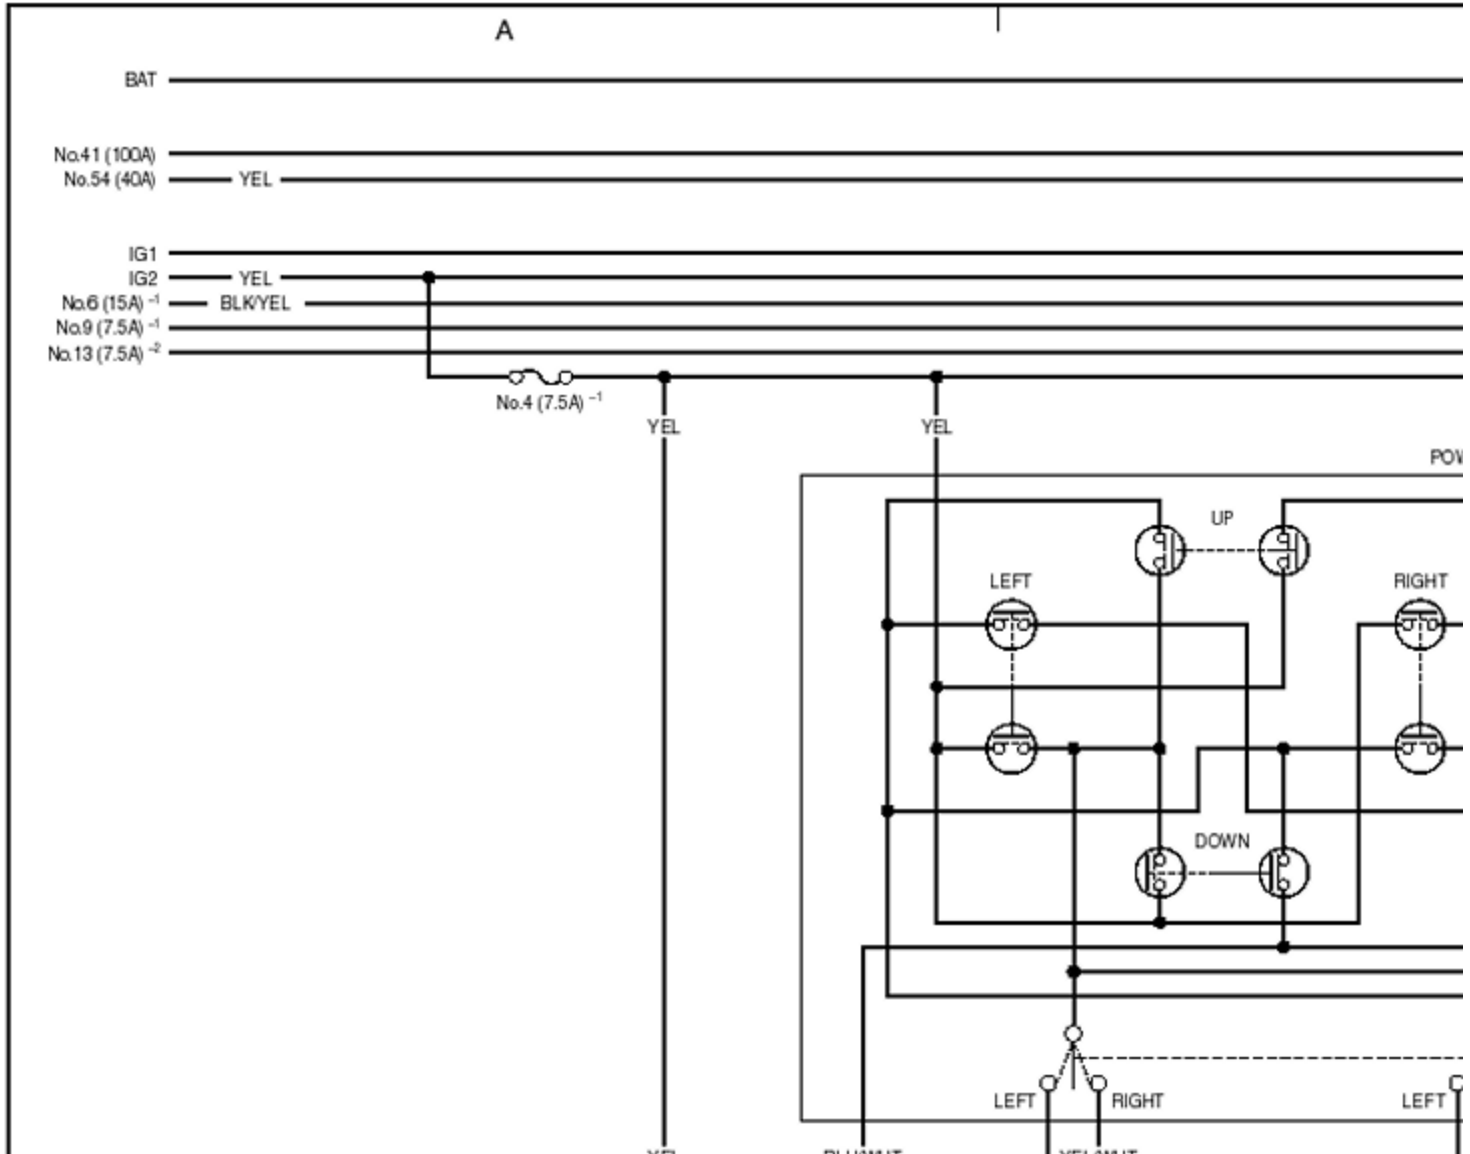 A
BAT
No.41 (100A)
No.54 (40A) YEL
IG1
IG2 YEL
No.6 (15A) –1 BLK/YEL
No.9 (7.5A) –1
No.13 (7.5A) –2
No.4 (7.5A) –1
YEL YEL
UP
LEFT RIGHT
DOWN
LEFT RIGHT LEFT